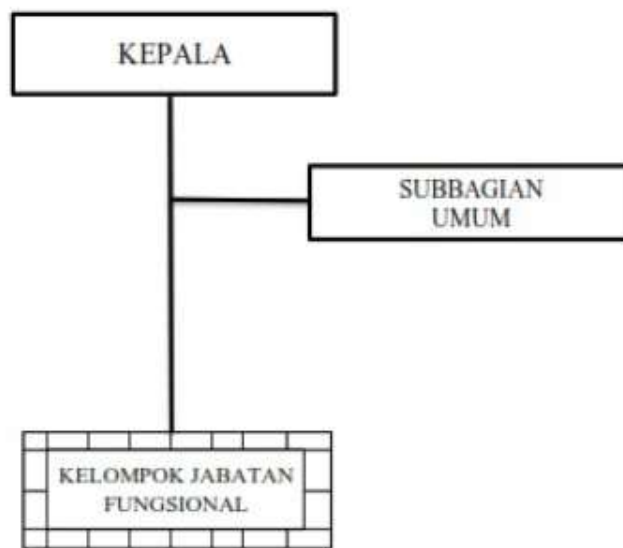 KEPALA
SUBBAGIAN
UMUM
KELOMPOK JABATAN
FUNGSIONAL